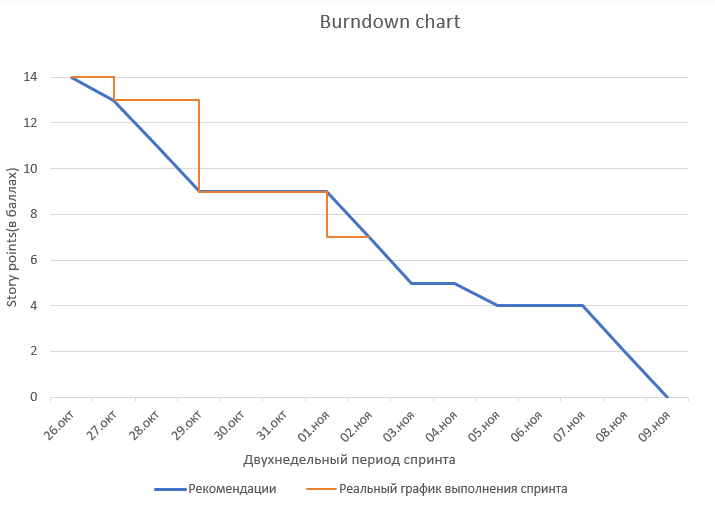 Burndown chart
Story points(в баллах)
14
12
10
8
6
4
2
0
26.окт
27.окт
28.окт
29.окт
30.окт
31.окт
01.ноя
02.ноя
03.ноя
04.ноя
05.ноя
06.ноя
07.ноя
08.ноя
09.ноя
Двухнедельный период спринта
Рекомендации
Реальный график выполнения спринта